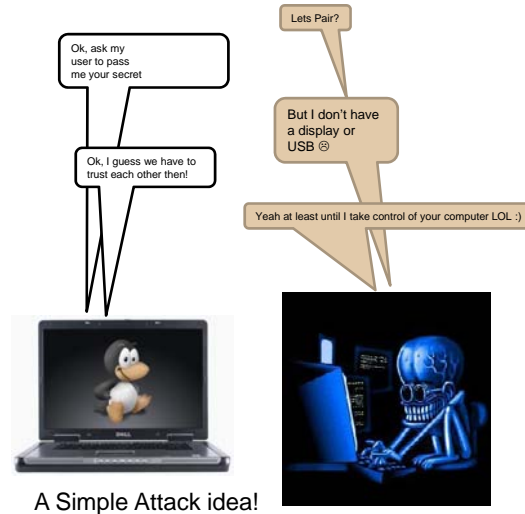 Lets Pair?
Ok, ask my
user to pass
me your secret
But I don't have
a display or
USB ☹
Ok, I guess we have to
trust each other then!
Yeah at least until I take control of your computer LOL :)
DELL
A Simple Attack idea!